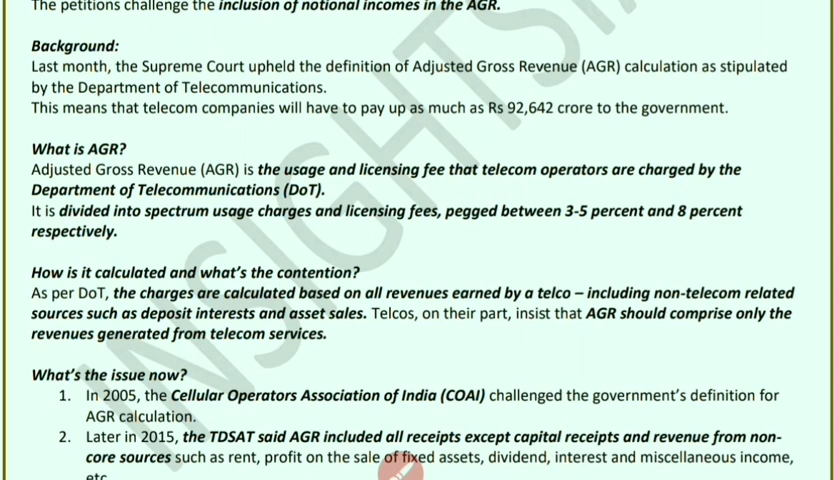 The petitions challenge the inclusion of notional incomes in the AGR.
Background:
Last month, the Supreme Court upheld the definition of Adjusted Gross Revenue (AGR) calculation as stipulated
by the Department of Telecommunications.
This means that telecom companies will have to pay up as much as Rs 92,642 crore to the government.
What is AGR?
Adjusted Gross Revenue (AGR) is the usage and licensing fee that telecom operators are charged by the
Department of Telecommunications (DoT).
It is divided into spectrum usage charges and licensing fees, pegged between 3-5 percent and 8 percent
respectively.
How is it calculated and what's the contention?
As per DoT, the charges are calculated based on all revenues earned by a telco – including non-telecom related
sources such as deposit interests and asset sales. Telcos, on their part, insist that AGR should comprise only the
revenues generated from telecom services.
What's the issue now?
1. In 2005, the Cellular Operators Association of India (COAI) challenged the government's definition for
AGR calculation.
2. Later in 2015, the TDSAT said AGR included all receipts except capital receipts and revenue from non-
core sources such as rent, profit on the sale of fixed assets, dividend, interest and miscellaneous income,
etc
INSIGHTS